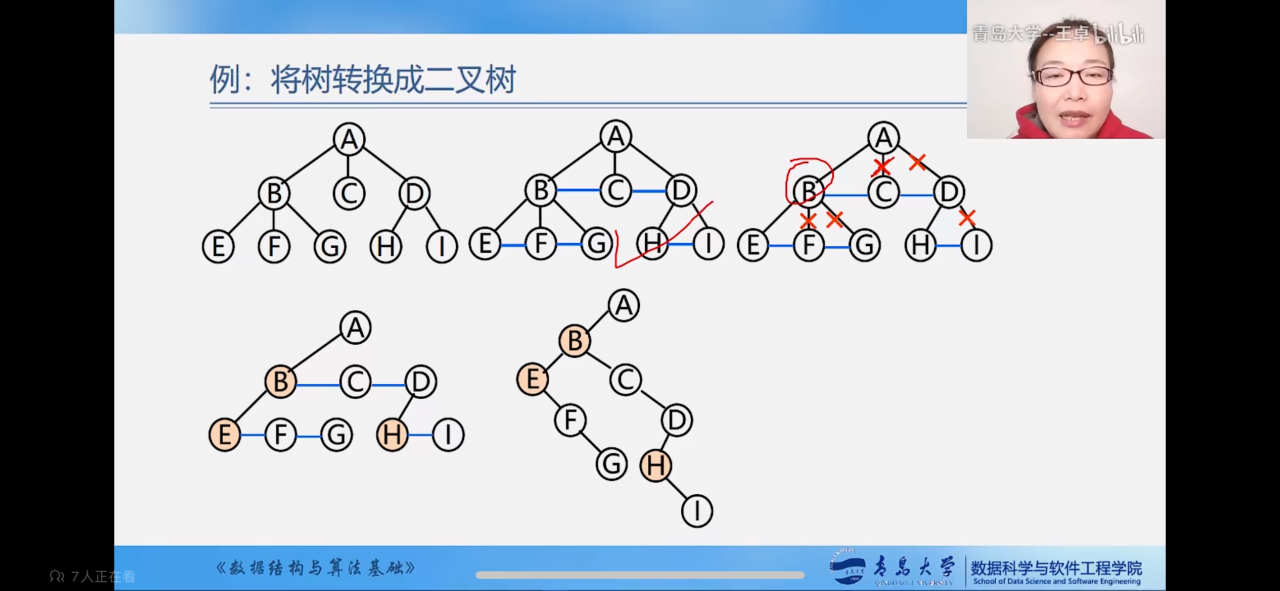 青岛大学--王卓 bilibili
例：将树转换成二叉树
A A A
B C D B C D B C D
E F G H I E F G H I E F G H I
A
A
B
B C D
E C
F D
E F G H I
G H
I
《数据结构与算法基础》
青岛大学
QINGDAO UNIVERSITY
数据科学与软件工程学院
School of Data Science and Software Engineering
7人正在看